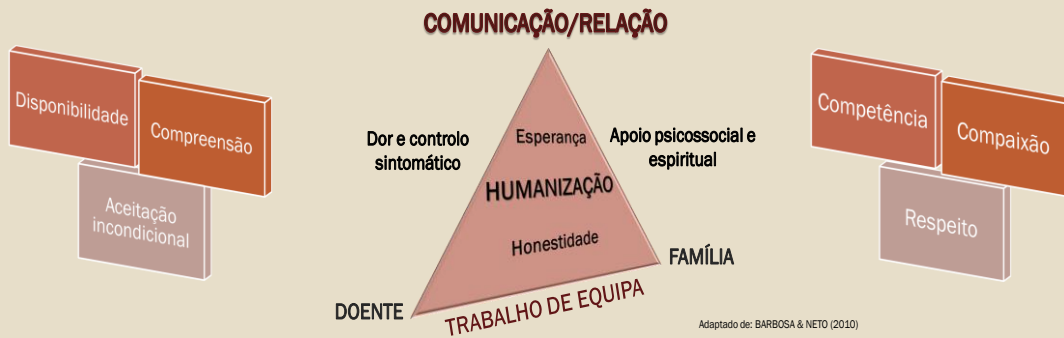 COMUNICAÇÃO/RELAÇÃO
Disponibilidade
Compreensão
Aceitação
incondicional
Dor e controlo
sintomático
Esperança
HUMANIZAÇÃO
Honestidade
Apoio psicossocial e
espiritual
DOENTE
TRABALHO DE EQUIPA
FAMÍLIA
Competência
Compaixão
Respeito
Adaptado de: BARBOSA & NETO (2010)